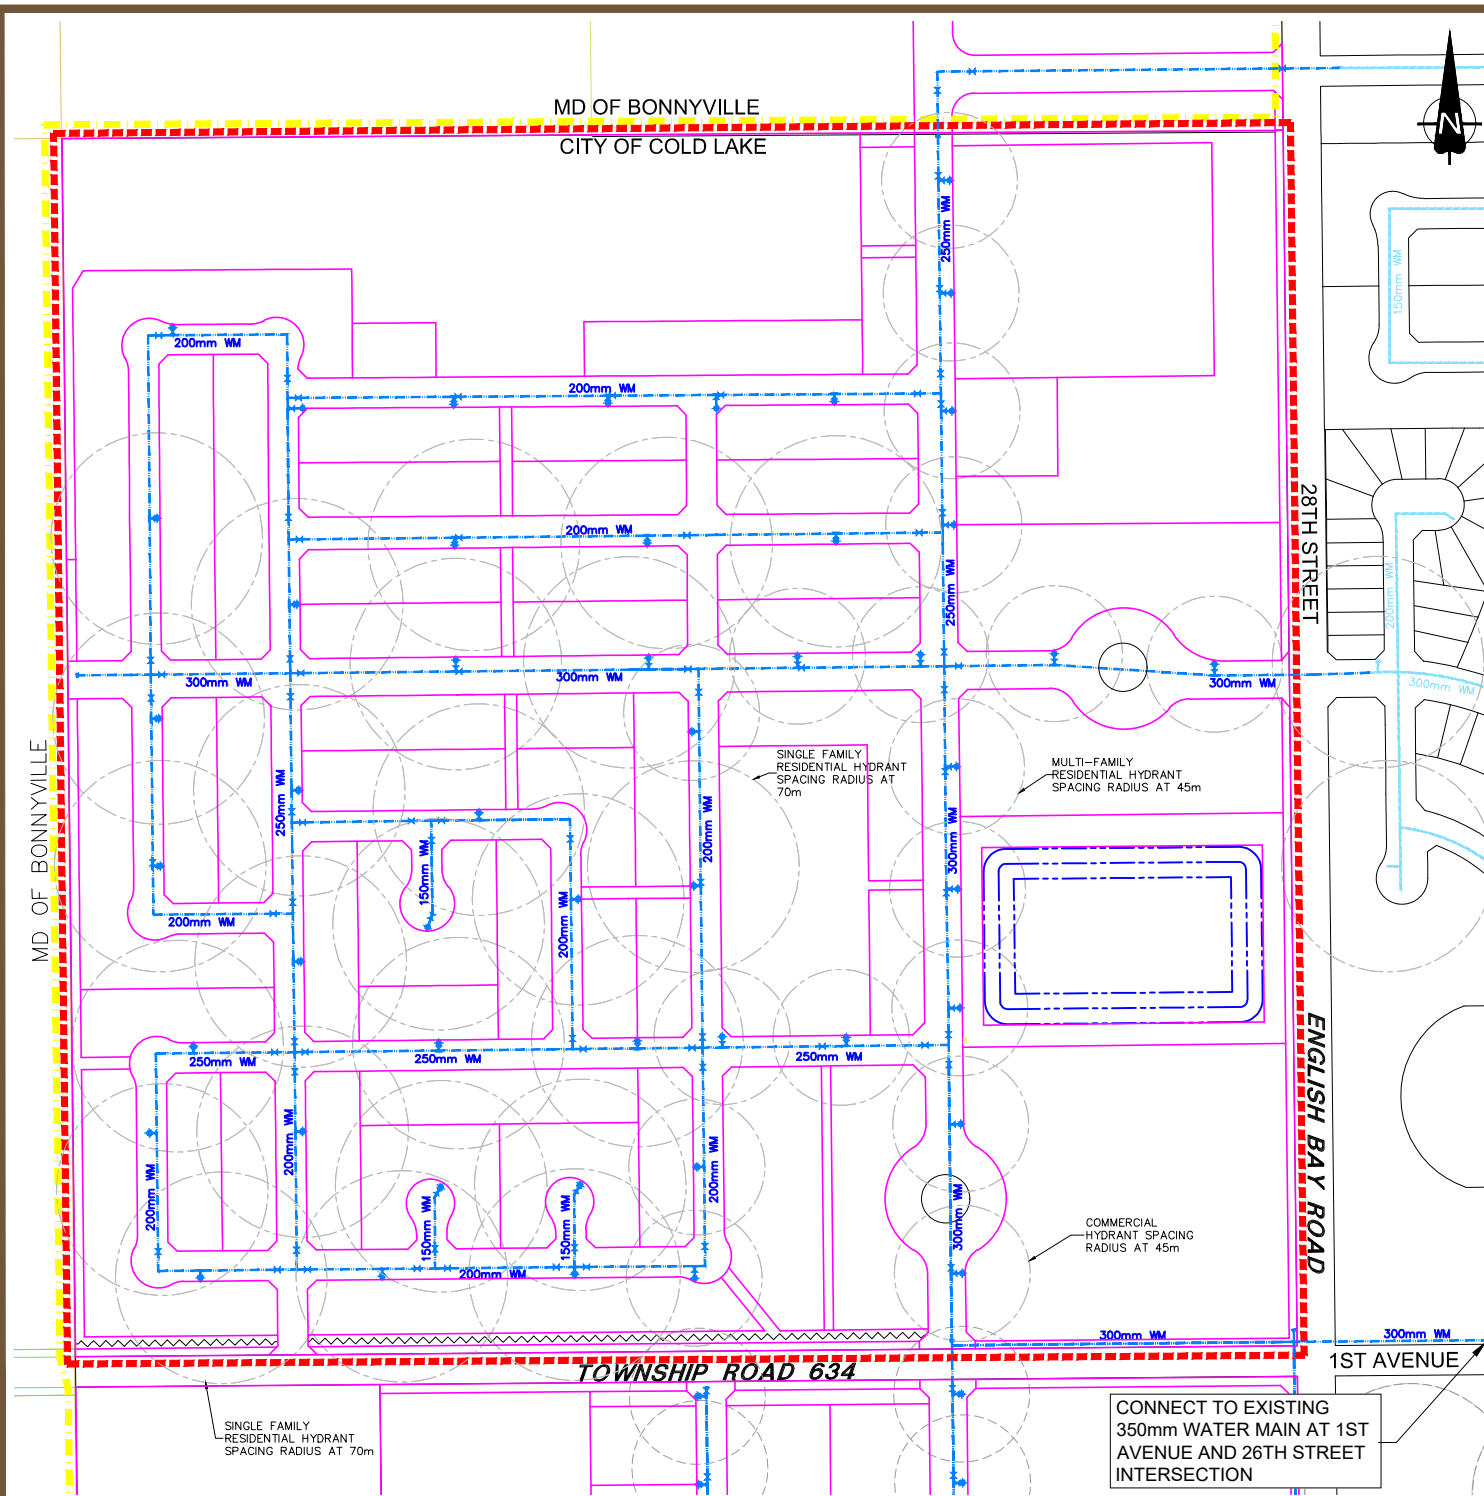 MD OF BONNYVILLE
CITY OF COLD LAKE
N
250mm WM
150mm WM
200mm WM
200mm WM
28TH STREET
200mm WM
250mm WM
200mm WM
300mm WM
300mm WM
300mm WM
300mm WM
MD OF BONNYVILLE
SINGLE FAMILY
RESIDENTIAL HYDRANT
SPACING RADIUS AT
70m
MULTI-FAMILY
RESIDENTIAL HYDRANT
SPACING RADIUS AT 45m
250mm WM
200mm WM
300mm WM
150mm WM
200mm WM
200mm WM
250mm WM
250mm WM
250mm WM
ENGLISH BAY ROAD
200mm WM
200mm WM
200mm WM
150mm WM
150mm WM
300mm WM
COMMERCIAL
HYDRANT SPACING
RADIUS AT 45m
200mm WM
300mm WM
300mm WM
1ST AVENUE
TOWNSHIP ROAD 634
SINGLE FAMILY
RESIDENTIAL HYDRANT
SPACING RADIUS AT 70m
CONNECT TO EXISTING
350mm WATER MAIN AT 1ST
AVENUE AND 26TH STREET
INTERSECTION